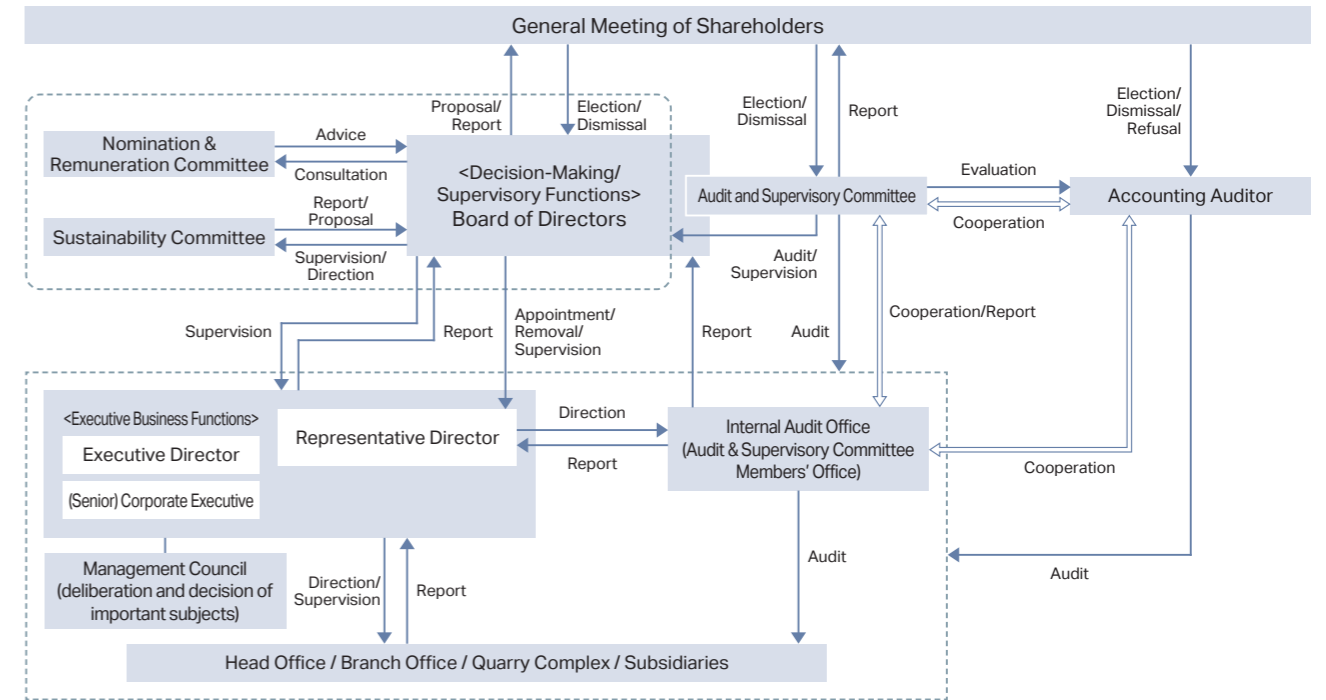 General Meeting of Shareholders
Proposal/
Report
Election/
Dismissal
Election/
Dismissal
Report
Election/
Dismissal/
Refusal
Nomination &
Remuneration Committee
Advice
Consultation
Report/
Proposal
Sustainability Committee
Supervision/
Direction
<Decision-Making/
Supervisory Functions>
Board of Directors
Audit and Supervisory Committee
Evaluation
Cooperation
Accounting Auditor
Audit/
Supervision
Supervision
Report
Appointment/
Removal/
Supervision
Report
Audit
Cooperation/Report
<Executive Business Functions>
Executive Director
(Senior) Corporate Executive
Representative Director
Direction
Report
Internal Audit Office
(Audit & Supervisory Committee
Members' Office)
Cooperation
Management Council
(deliberation and decision of
important subjects)
Direction/
Supervision
Report
Audit
Audit
Head Office / Branch Office / Quarry Complex / Subsidiaries